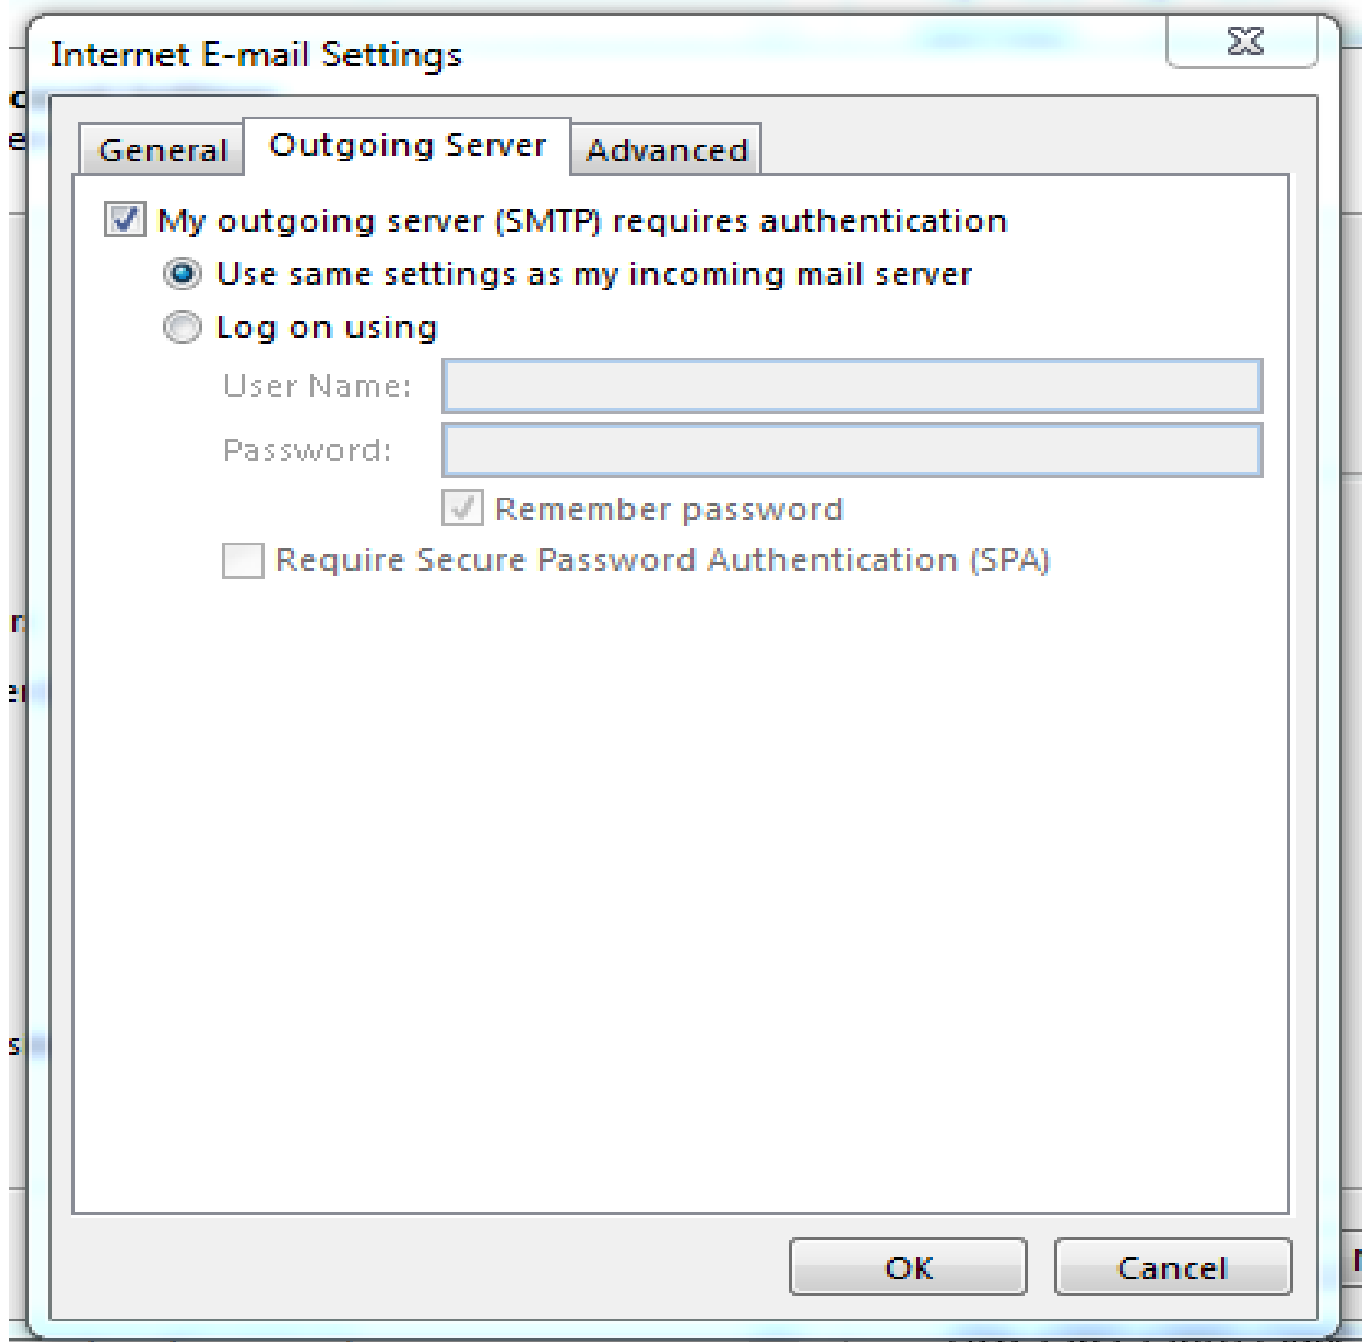 Internet E-mail Settings
General Outgoing Server Advanced
My outgoing server (SMTP) requires authentication
Use same settings as my incoming mail server
Log on using
User Name:
Password:
Remember password
Require Secure Password Authentication (SPA)
OK Cancel